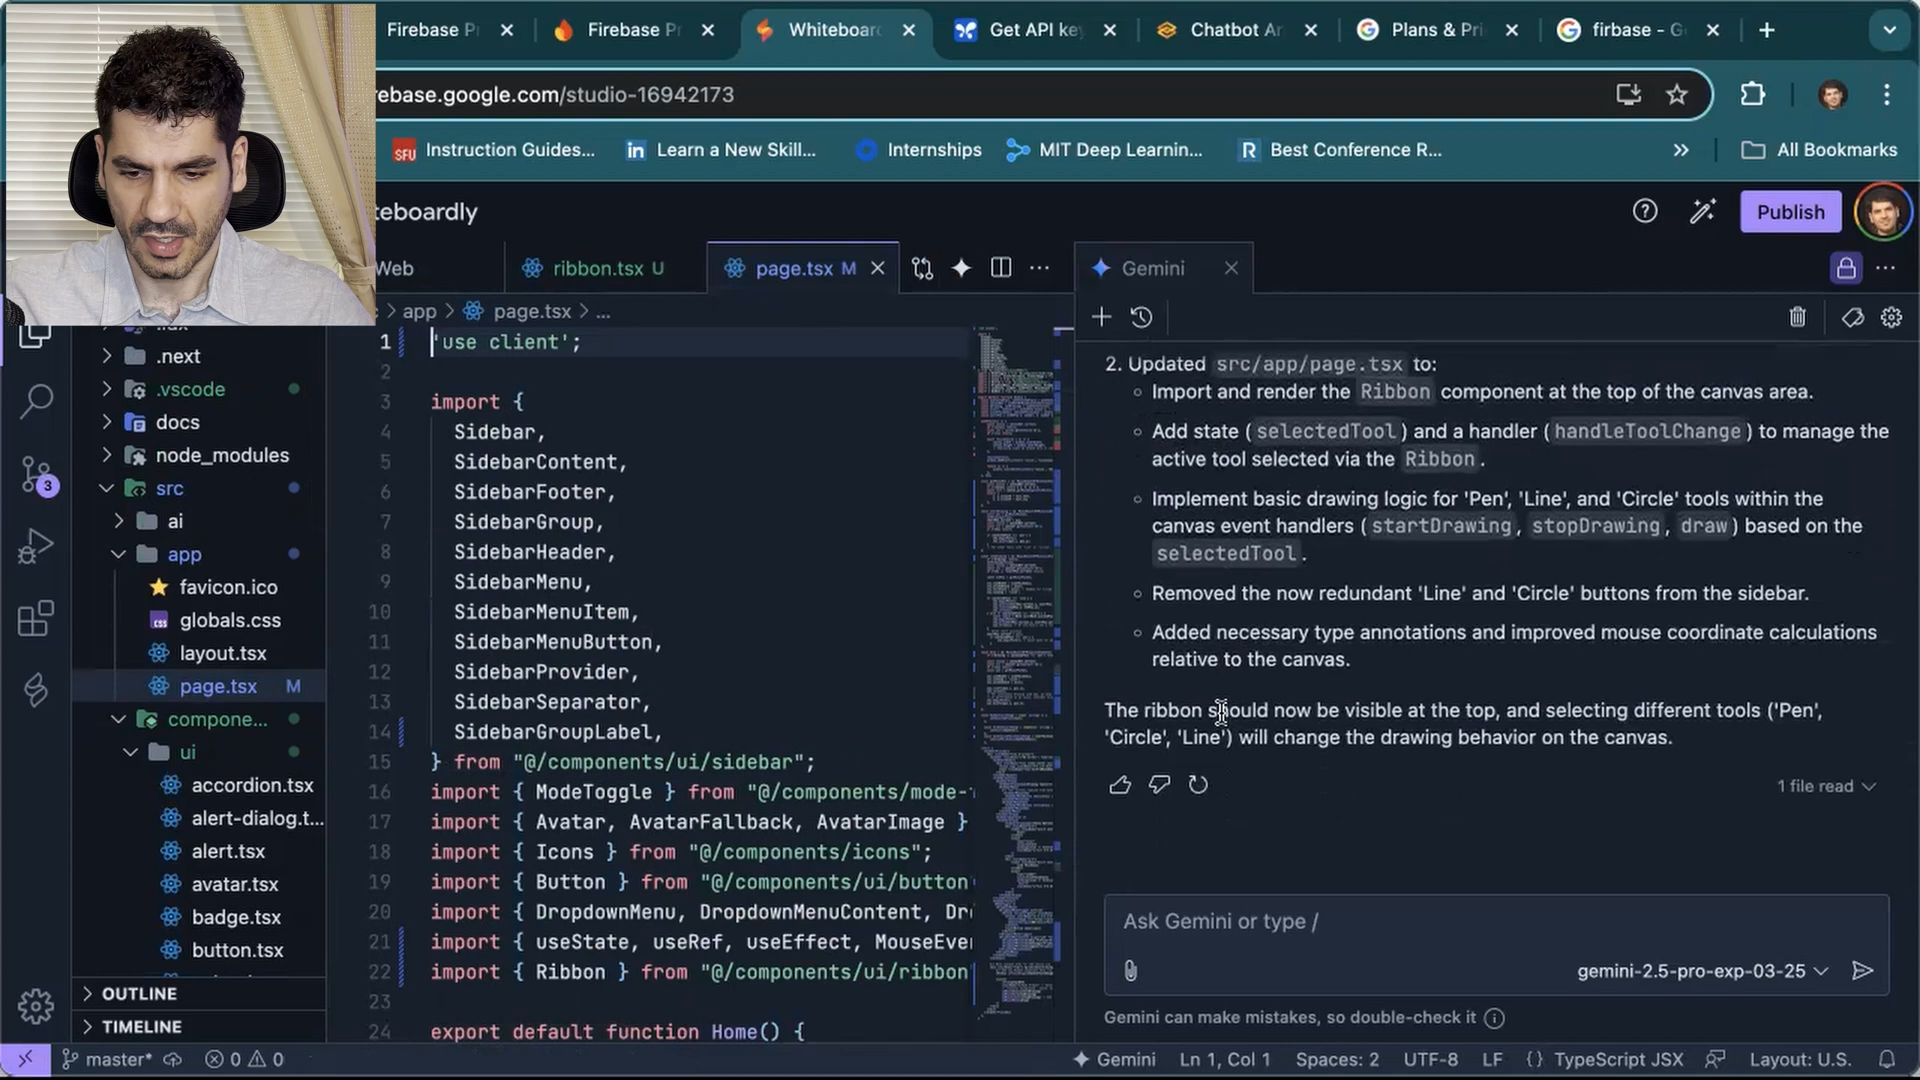 Firebase P
Firebase P
Whiteboar
Get API ke
Chatbot A
Plans & Pri
firbase - G
rebase.google.com/studio-16942173
SFU Instruction Guides...
in Learn a New Skill...
Internships
MIT Deep Learnin...
R Best Conference R...
»
All Bookmarks
teboardly
Publish
Web
ribbon.tsx U
page.tsx M
Gemini
app > page.tsx > ...
.next
.vscode
docs
node_modules
src
ai
app
favicon.ico
globals.css
layout.tsx
page.tsx M
compone...
ui
accordion.tsx
alert-dialog.t...
alert.tsx
avatar.tsx
badge.tsx
button.tsx
OUTLINE
TIMELINE
3
1 'use client';
2
3 import {
4 Sidebar,
5 SidebarContent,
6 SidebarFooter,
7 SidebarGroup,
8 SidebarHeader,
9 SidebarMenu,
10 SidebarMenuItem,
11 SidebarMenuButton,
12 SidebarProvider,
13 SidebarSeparator,
14 SidebarGroupLabel,
15 } from "@/components/ui/sidebar";
16 import { ModeToggle } from "@/components/mode-
17 import { Avatar, AvatarFallback, AvatarImage }
18 import { Icons } from "@/components/icons";
19 import { Button } from "@/components/ui/button
20 import { DropdownMenu, DropdownMenuContent, Dr
21 import { useState, useRef, useEffect, MouseEve
22 import { Ribbon } from "@/components/ui/ribbon
23
24 export default function Home() {
2. Updated src/app/page.tsx to:
Import and render the Ribbon component at the top of the canvas area.
Add state (selectedTool) and a handler (handleToolChange) to manage the
active tool selected via the Ribbon.
Implement basic drawing logic for 'Pen', 'Line', and 'Circle' tools within the
canvas event handlers (startDrawing, stopDrawing, draw) based on the
selectedTool.
Removed the now redundant 'Line' and 'Circle' buttons from the sidebar.
Added necessary type annotations and improved mouse coordinate calculations
relative to the canvas.
The ribbon should now be visible at the top, and selecting different tools ('Pen',
'Circle', 'Line') will change the drawing behavior on the canvas.
1 file read
Ask Gemini or type /
gemini-2.5-pro-exp-03-25
Gemini can make mistakes, so double-check it
master* 0 0 Gemini Ln 1, Col 1 Spaces: 2 UTF-8 LF {} TypeScript JSX Layout: U.S.